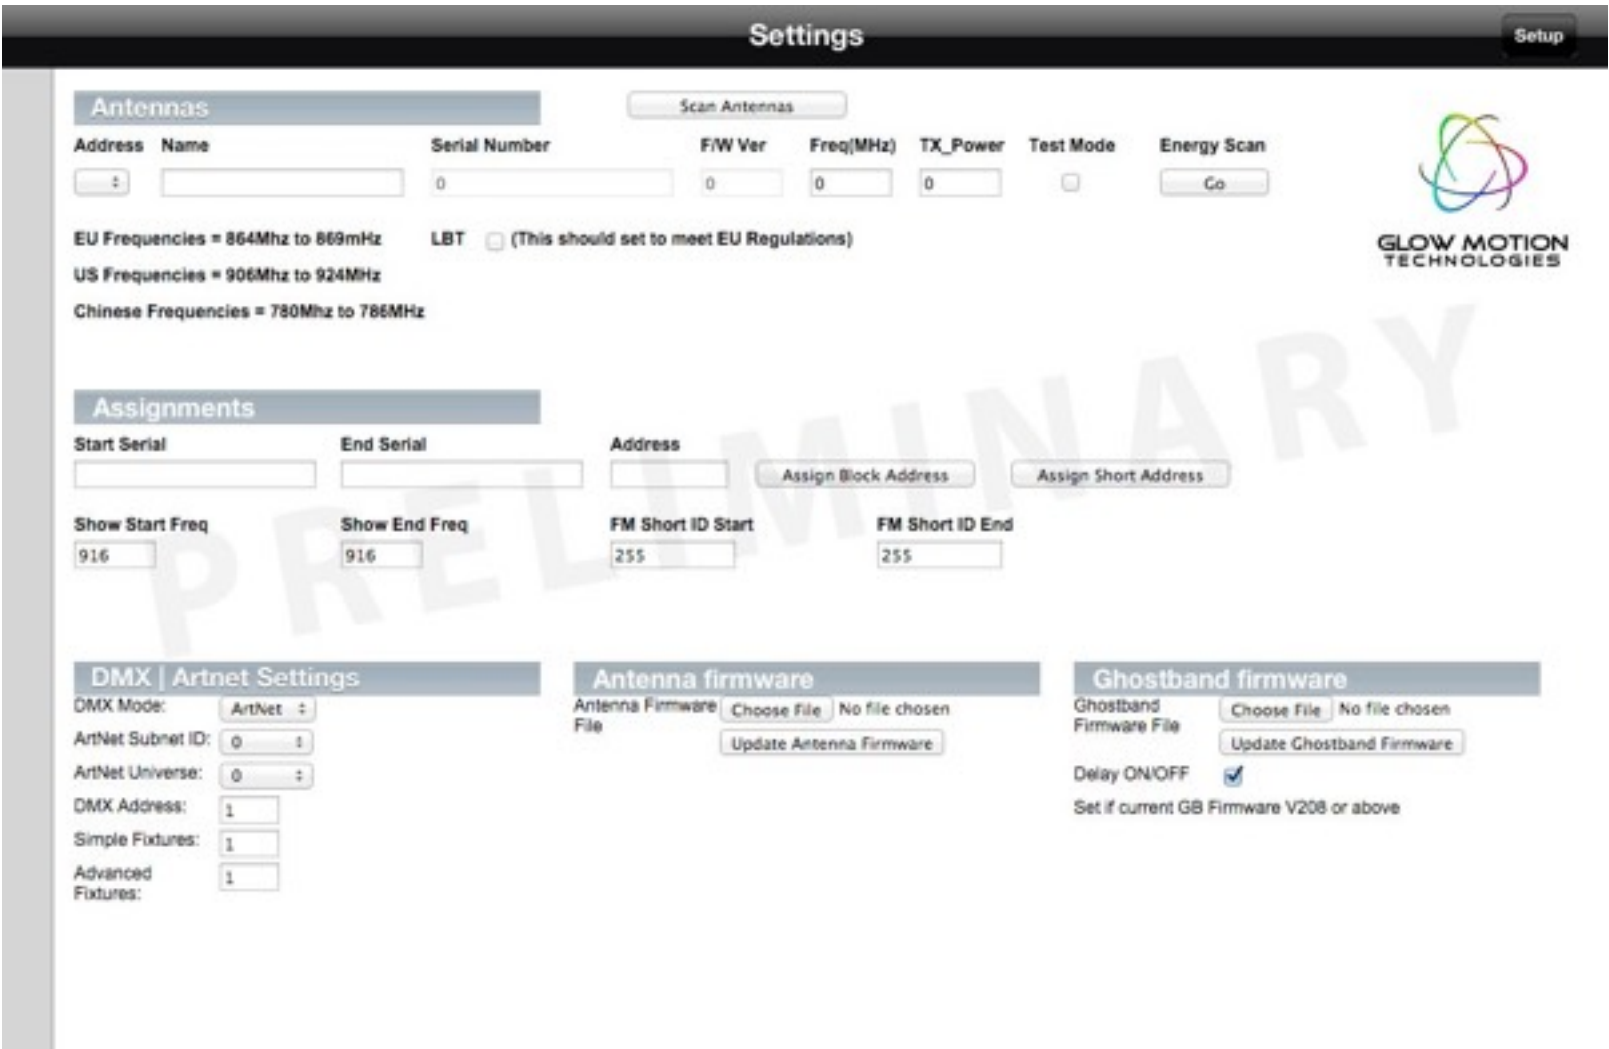 Settings
Setup
Antennas
Scan Antennas
Address Name Serial Number F/W Ver Freq(MHz) TX_Power Test Mode Energy Scan
0 0 0 0 Go
EU Frequencies = 864Mhz to 869mHz LBT (This should set to meet EU Regulations)
US Frequencies = 906Mhz to 924MHz
Chinese Frequencies = 780Mhz to 786MHz
GLOW MOTION
TECHNOLOGIES
PRELIMINARY
Assignments
Start Serial End Serial Address
Assign Block Address Assign Short Address
Show Start Freq Show End Freq FM Short ID Start FM Short ID End
916 916 255 255
DMX | Artnet Settings
DMX Mode: ArtNet
ArtNet Subnet ID: 0
ArtNet Universe: 0
DMX Address: 1
Simple Fixtures: 1
Advanced
Fixtures: 1
Antenna firmware
Antenna Firmware
File
Choose File No file chosen
Update Antenna Firmware
Ghostband firmware
Ghostband
Firmware File
Choose File No file chosen
Update Ghostband Firmware
Delay ON/OFF
Set if current GB Firmware V208 or above